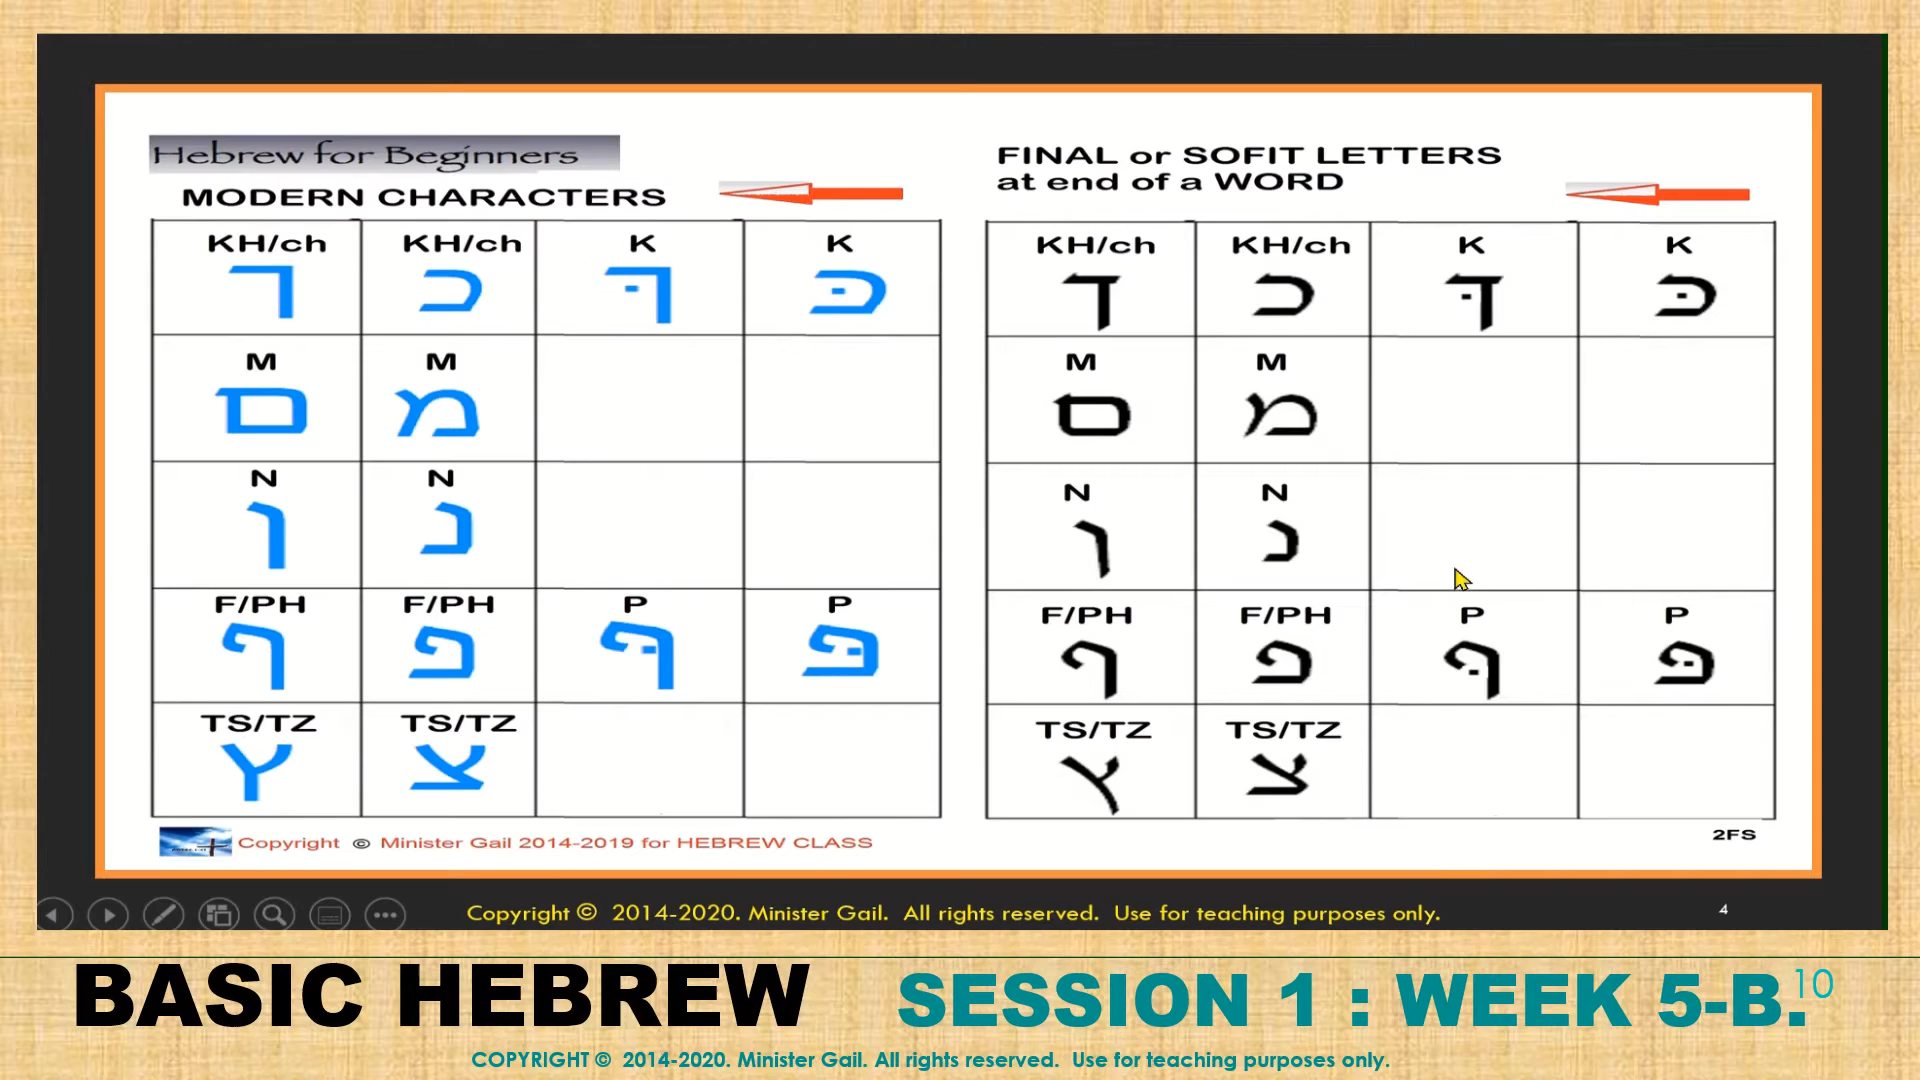 Hebrew for Beginners
MODERN CHARACTERS
KH/ch KH/ch K K
ך כ ךּ כּ
M M
ם מ
N N
ן נ
F/PH F/PH P P
ף פ ףּ פּ
TS/TZ TS/TZ
ץ צ
Copyright © Minister Gail 2014-2019 for HEBREW CLASS
FINAL or SOFIT LETTERS
at end of a WORD
KH/ch KH/ch K K
ך כ ךּ כּ
M M
ם מ
N N
ן נ
F/PH F/PH P P
ף פ ףּ פּ
TS/TZ TS/TZ
ץ צ
2FS
Copyright © 2014-2020. Minister Gail. All rights reserved. Use for teaching purposes only.
4
BASIC HEBREW SESSION 1 : WEEK 5-B.
10
COPYRIGHT © 2014-2020. Minister Gail. All rights reserved. Use for teaching purposes only.